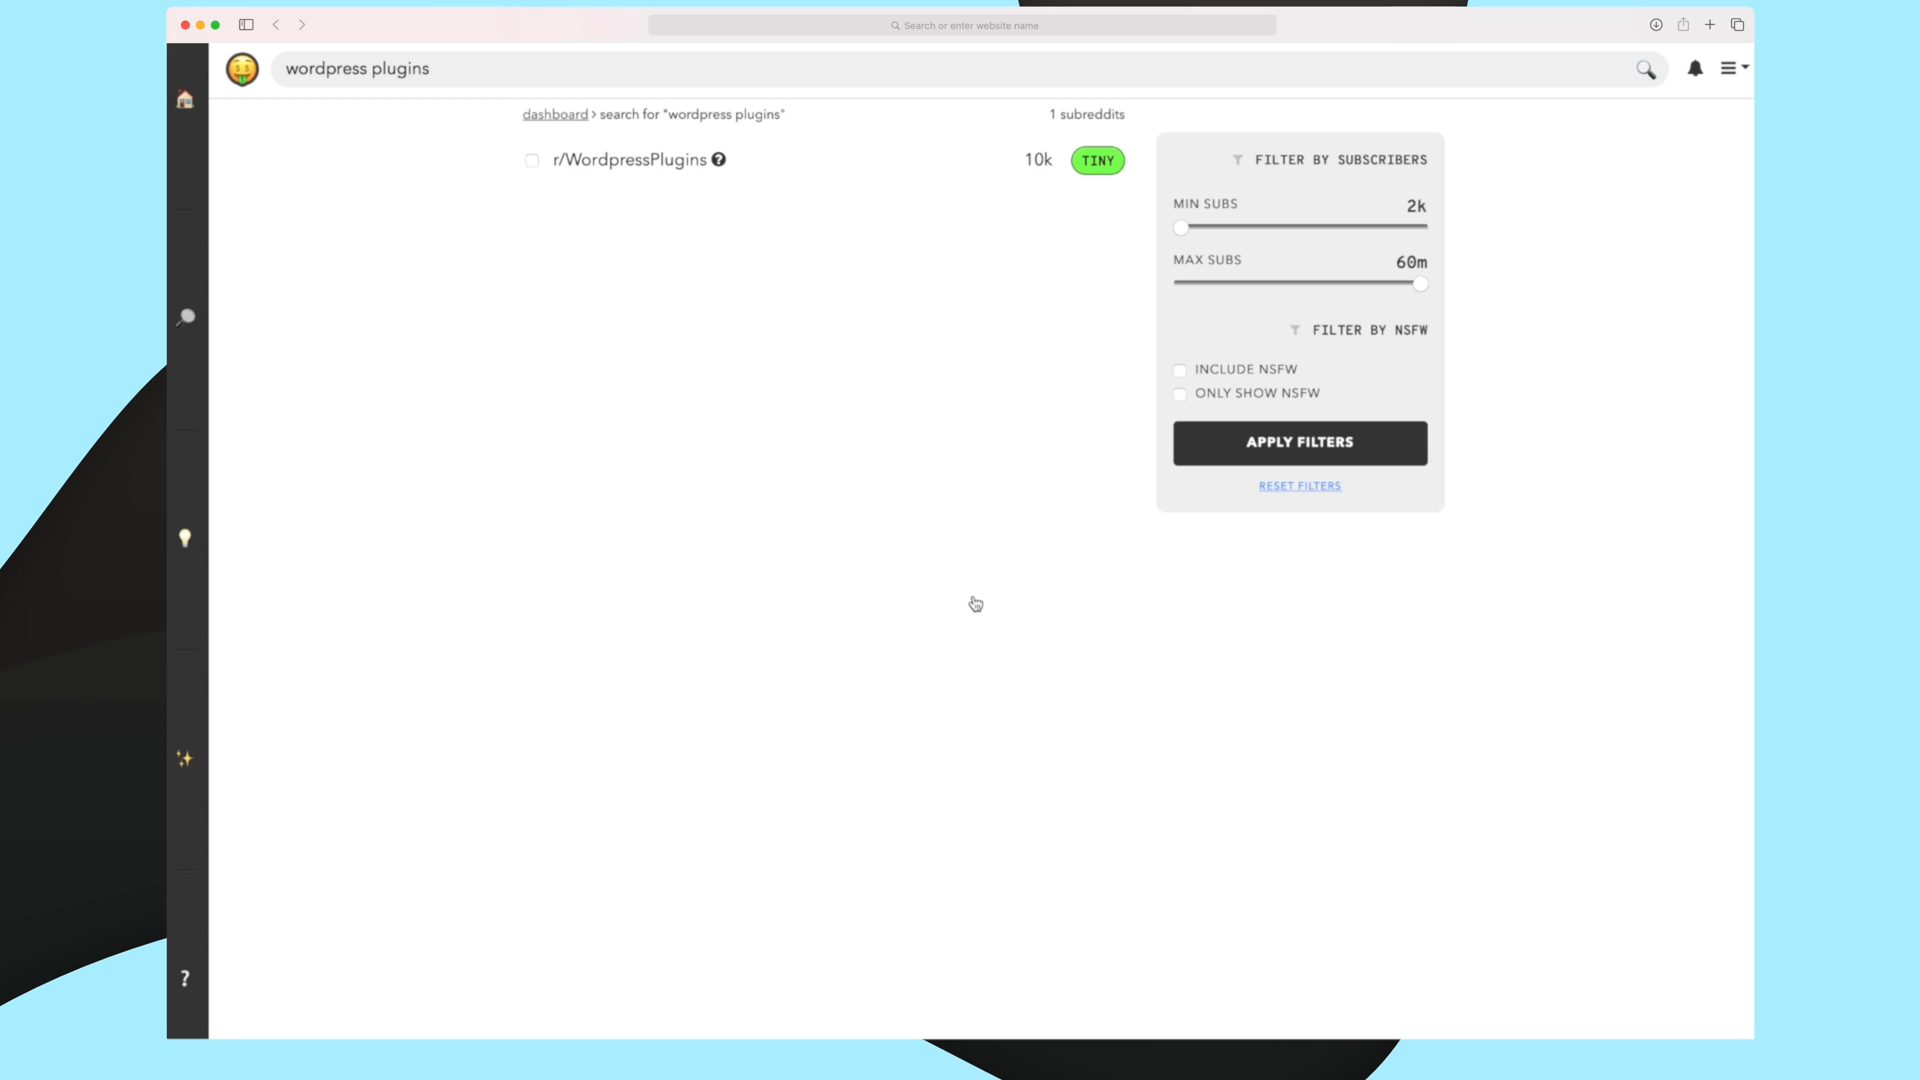 Search or enter website name
wordpress plugins
dashboard > search for "wordpress plugins"
1 subreddits
r/WordpressPlugins ?
10k
TINY
FILTER BY SUBSCRIBERS
MIN SUBS
2k
MAX SUBS
60m
FILTER BY NSFW
INCLUDE NSFW
ONLY SHOW NSFW
APPLY FILTERS
RESET FILTERS
?